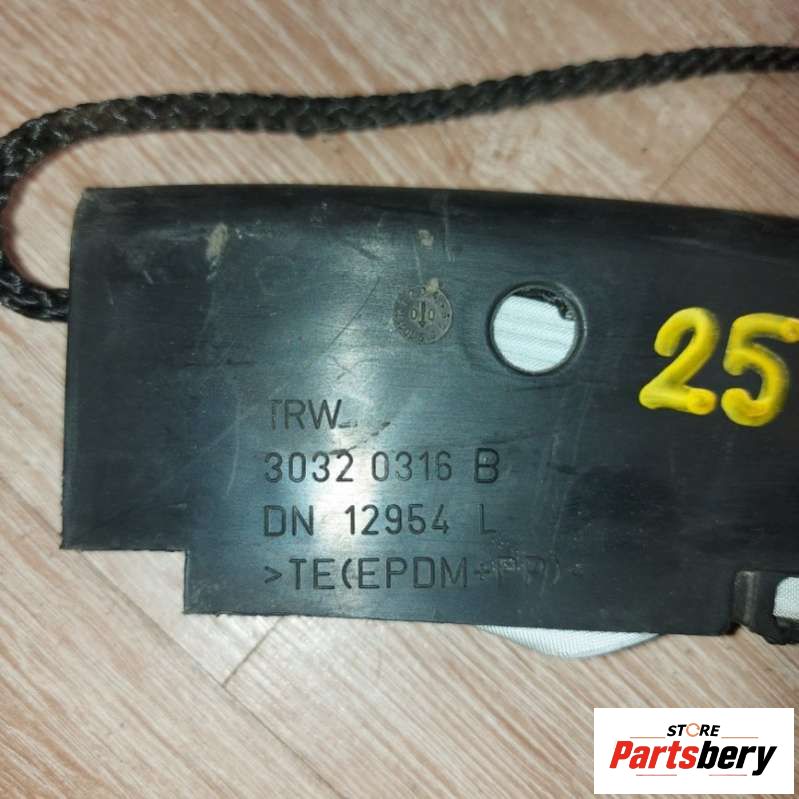 25
TRW
3032 0316 B
DN 12954 L
>TE(EPDM+PP)<
STORE
Partsbery